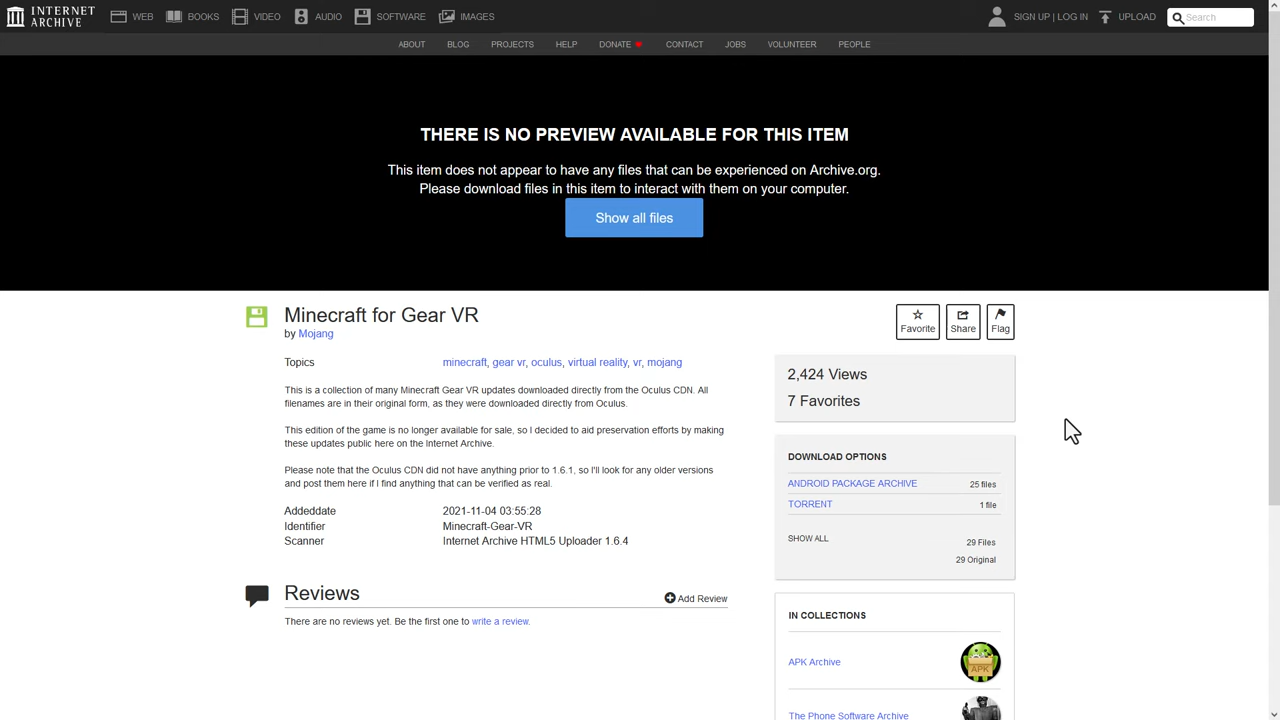 INTERNET ARCHIVE
WEB BOOKS VIDEO AUDIO SOFTWARE IMAGES SIGN UP | LOG IN UPLOAD Search
ABOUT BLOG PROJECTS HELP DONATE CONTACT JOBS VOLUNTEER PEOPLE
THERE IS NO PREVIEW AVAILABLE FOR THIS ITEM
This item does not appear to have any files that can be experienced on Archive.org.
Please download files in this item to interact with them on your computer.
Show all files
Minecraft for Gear VR
by Mojang
Topics minecraft, gear vr, oculus, virtual reality, vr, mojang
This is a collection of many Minecraft Gear VR updates downloaded directly from the Oculus CDN. All
filenames are in their original form, as they were downloaded directly from Oculus.
This edition of the game is no longer available for sale, so I decided to aid preservation efforts by making
these updates public here on the Internet Archive.
Please note that the Oculus CDN did not have anything prior to 1.6.1, so I'll look for any older versions
and post them here if I find anything that can be verified as real.
Addeddate 2021-11-04 03:55:28
Identifier Minecraft-Gear-VR
Scanner Internet Archive HTML5 Uploader 1.6.4
Reviews
Add Review
There are no reviews yet. Be the first one to write a review.
Favorite Share Flag
2,424 Views
7 Favorites
DOWNLOAD OPTIONS
ANDROID PACKAGE ARCHIVE 25 files
TORRENT 1 file
SHOW ALL 29 Files
29 Original
IN COLLECTIONS
APK Archive
APK
The Phone Software Archive